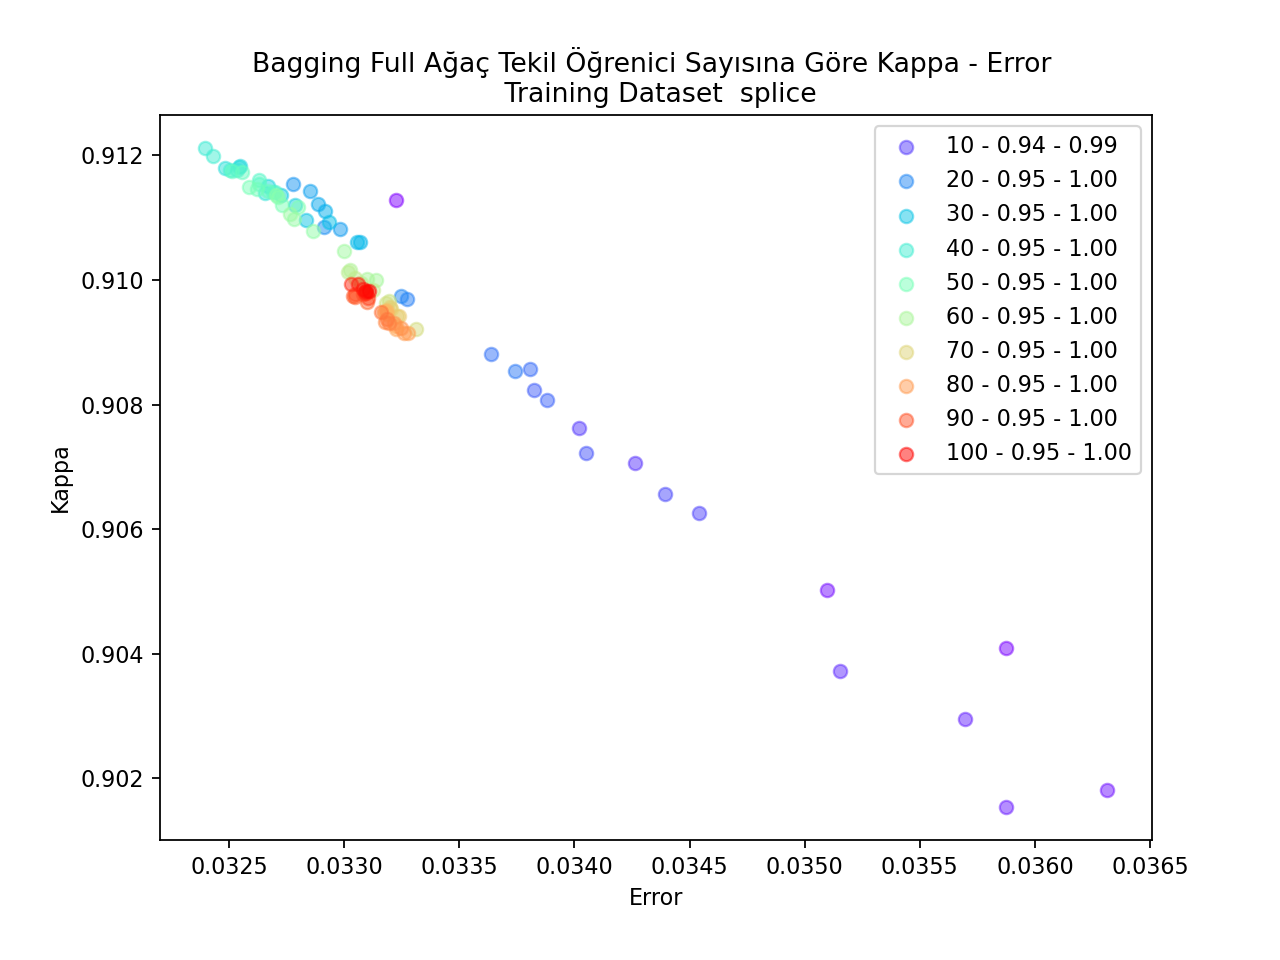 Bagging Full Ağaç Tekil Öğrenici Sayısına Göre Kappa - Error
Training Dataset  splice
10 - 0.94 - 0.99
20 - 0.95 - 1.00
30 - 0.95 - 1.00
40 - 0.95 - 1.00
50 - 0.95 - 1.00
60 - 0.95 - 1.00
70 - 0.95 - 1.00
80 - 0.95 - 1.00
90 - 0.95 - 1.00
100 - 0.95 - 1.00
Kappa
0.912
0.910
0.908
0.906
0.904
0.902
0.0325 0.0330 0.0335 0.0340 0.0345 0.0350 0.0355 0.0360 0.0365
Error